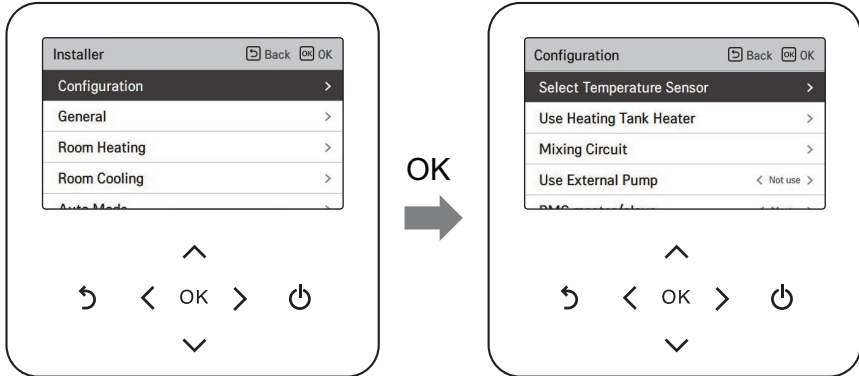 Installer Back OK OK
Configuration
General
Room Heating
Room Cooling
OK
OK
Configuration Back OK OK
Select Temperature Sensor
Use Heating Tank Heater
Mixing Circuit
Use External Pump Not use
OK